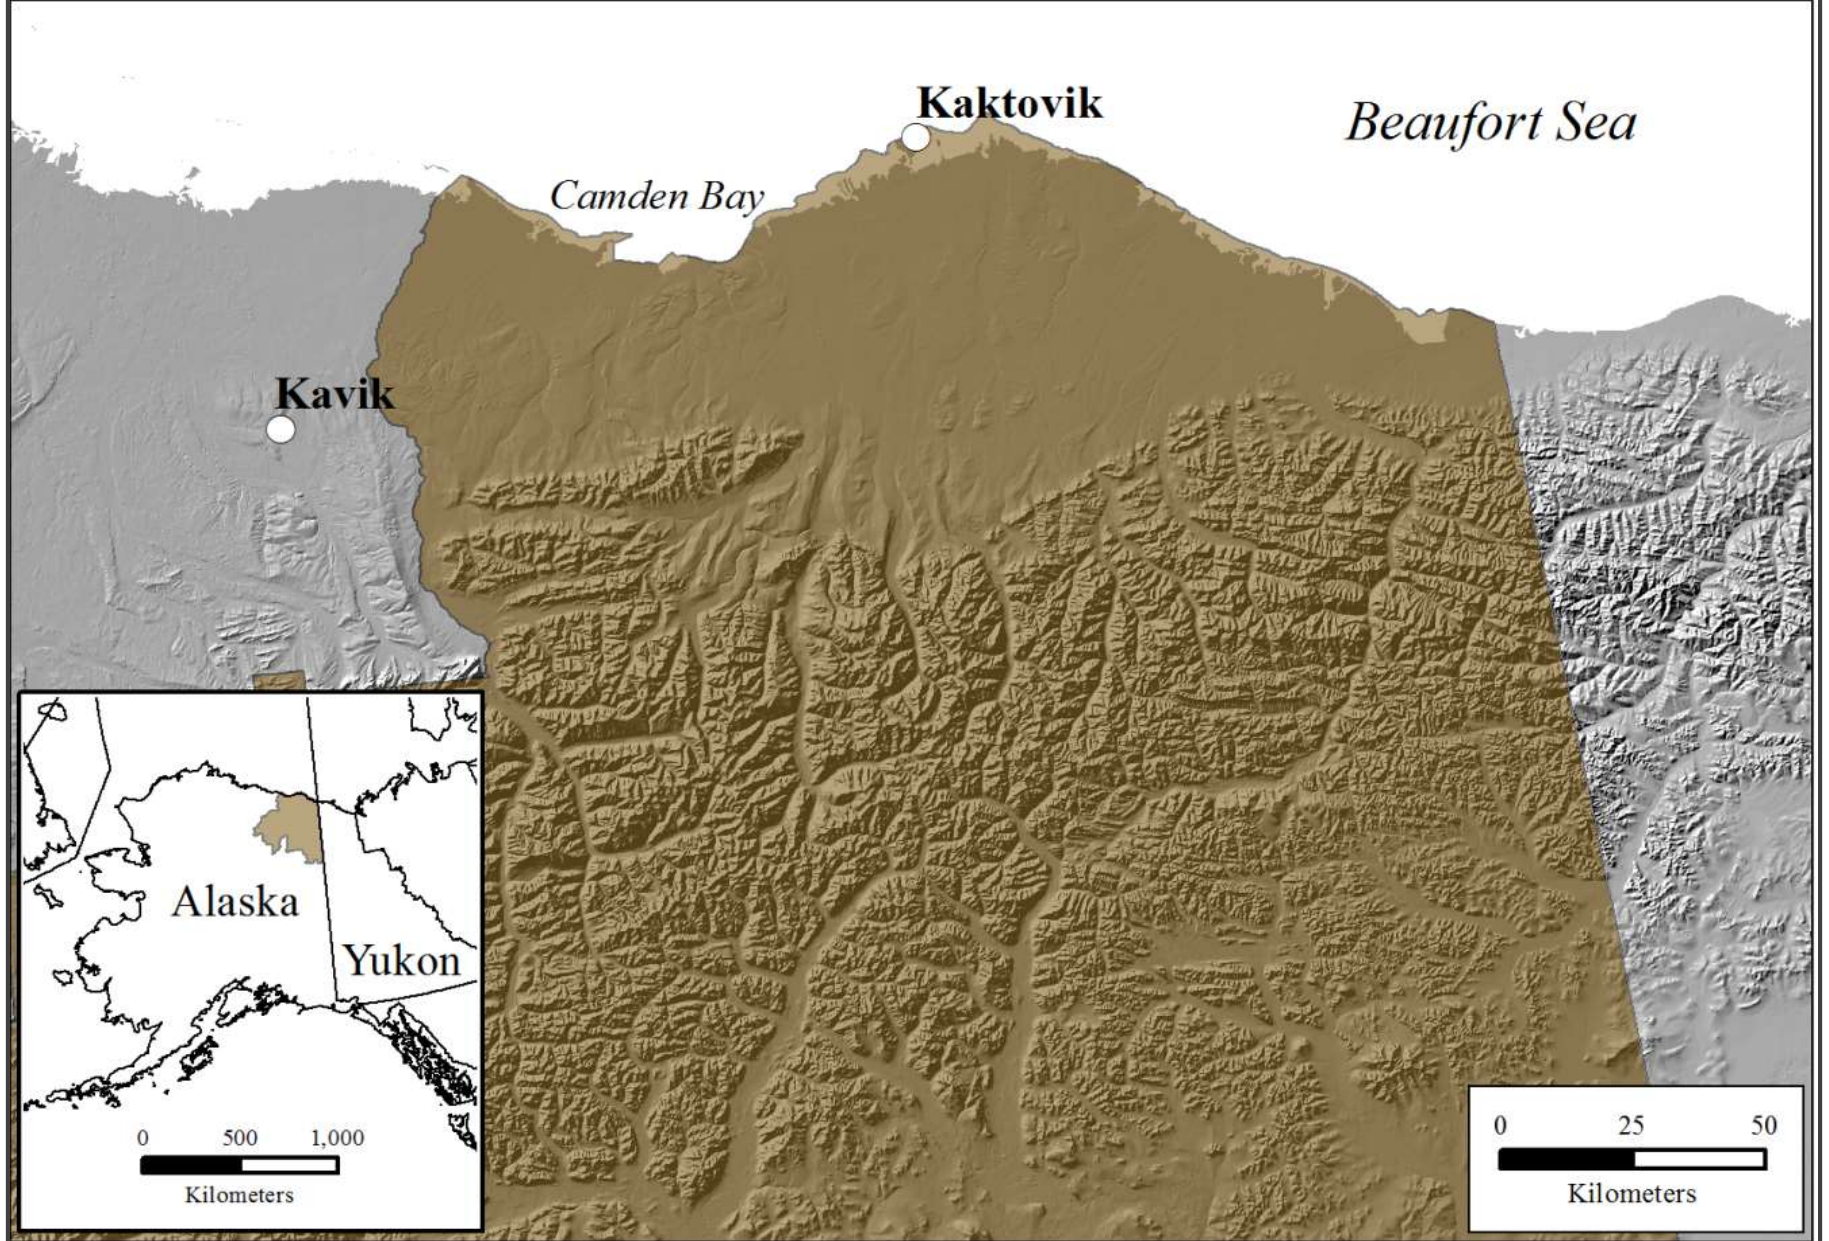 Kaktovik
Beaufort Sea
Camden Bay
Kavik
Alaska
Yukon
0 500 1,000
Kilometers
0 25 50
Kilometers